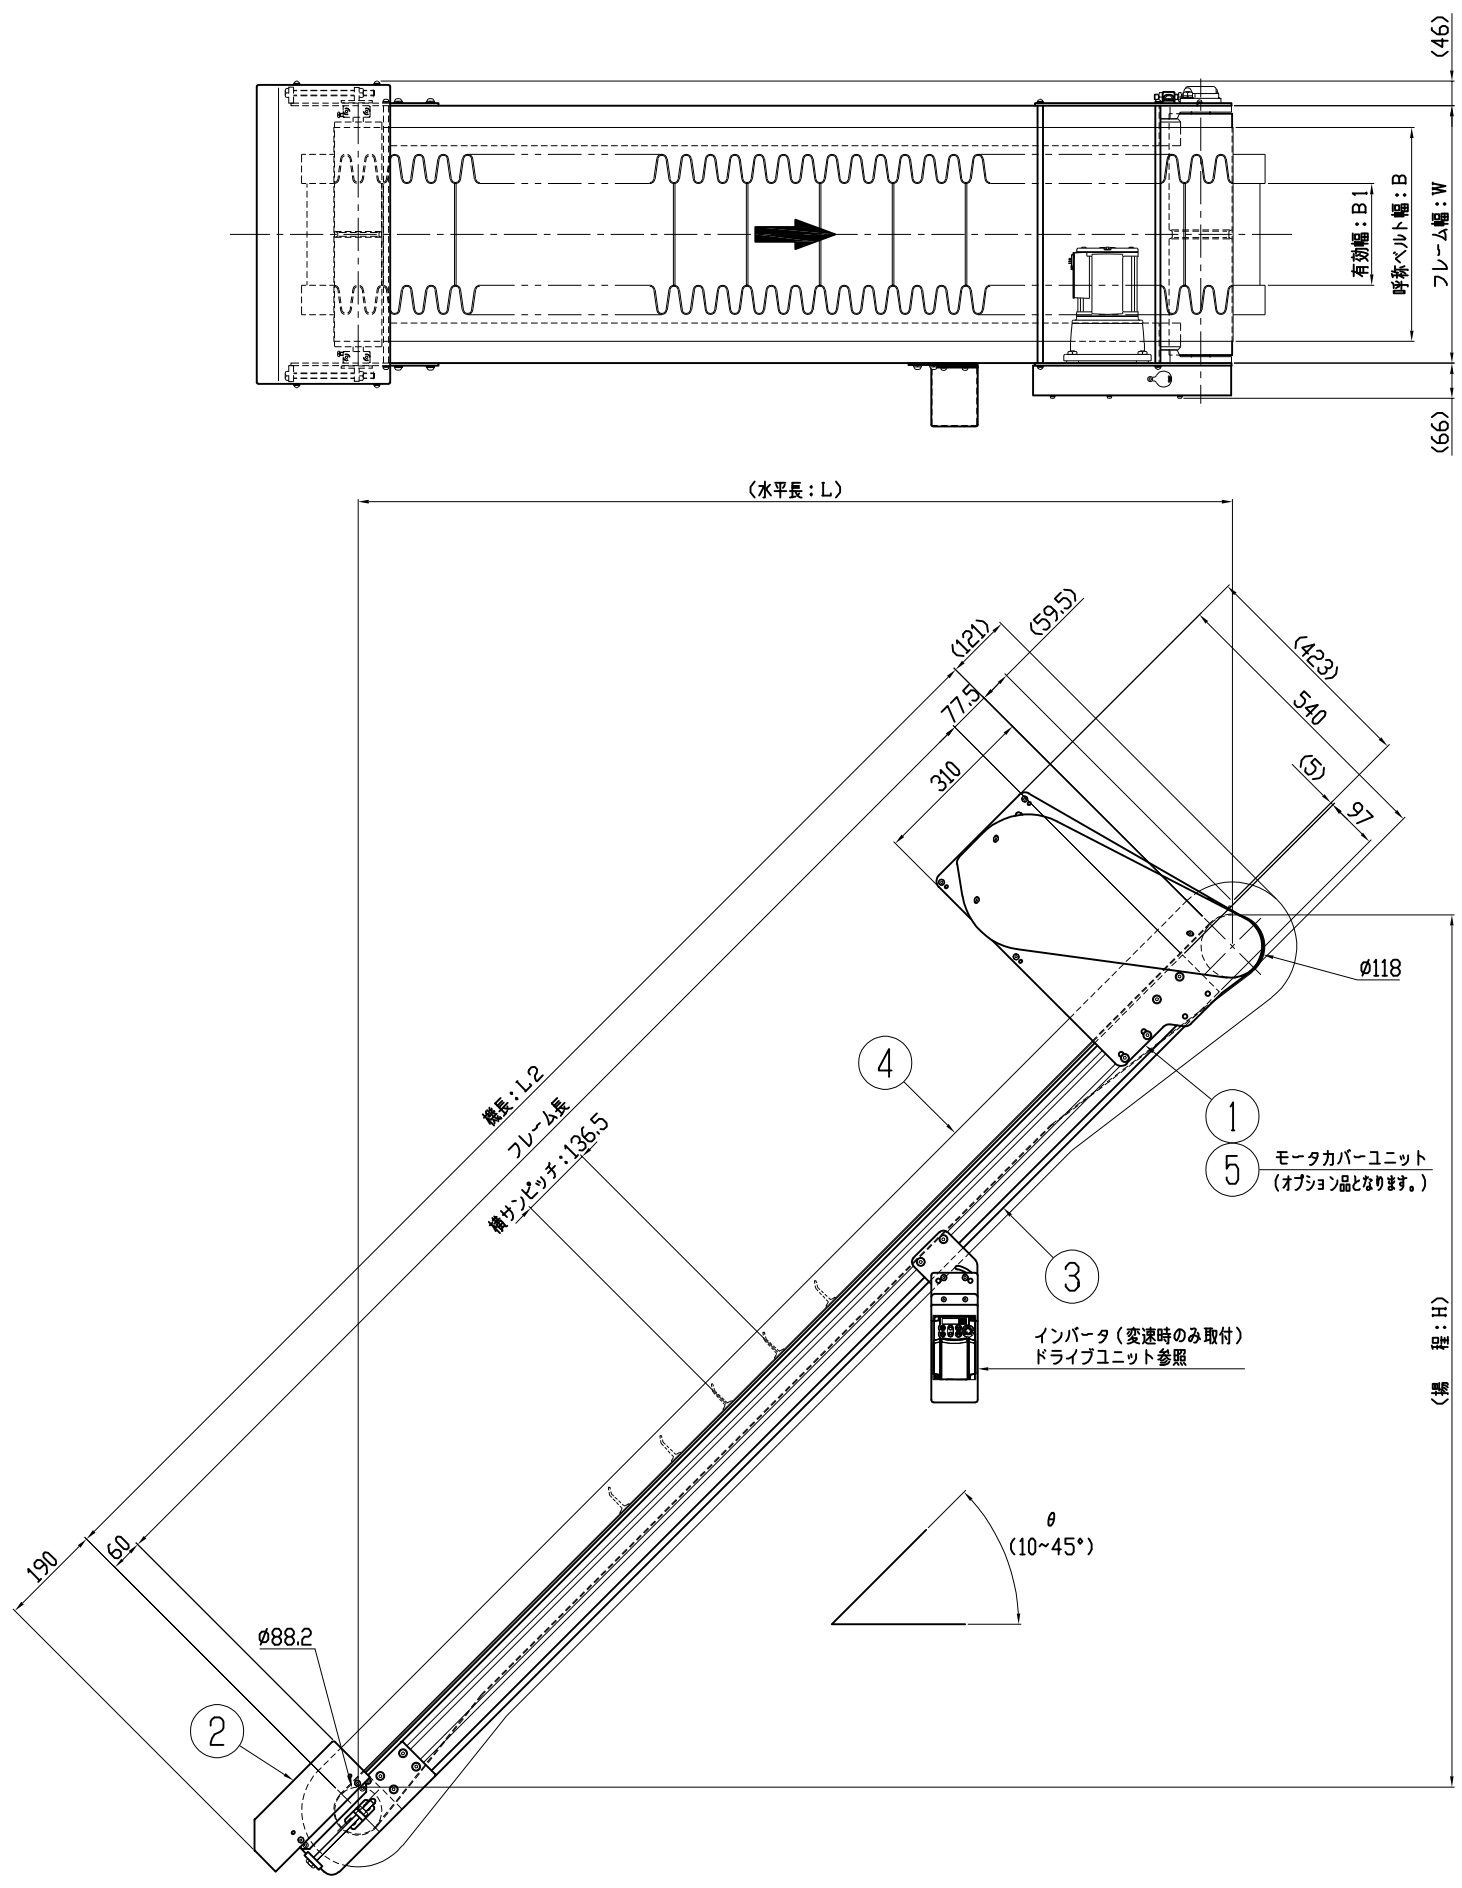 (46)
有効幅：B1
呼称ベルト幅：B
フレーム幅：W
(66)
(水平長：L)
(121)
(59.5)
77.5
310
(423)
540
(5)
97
Ø118
4
機長：L2
フレーム長
横サンピッチ：136.5
1
5
モータカバーユニット
(オプション品となります。)
3
インバータ(変速時のみ取付)
ドライブユニット参照
(揚　程：H)
θ
(10~45°)
190
60
Ø88.2
2